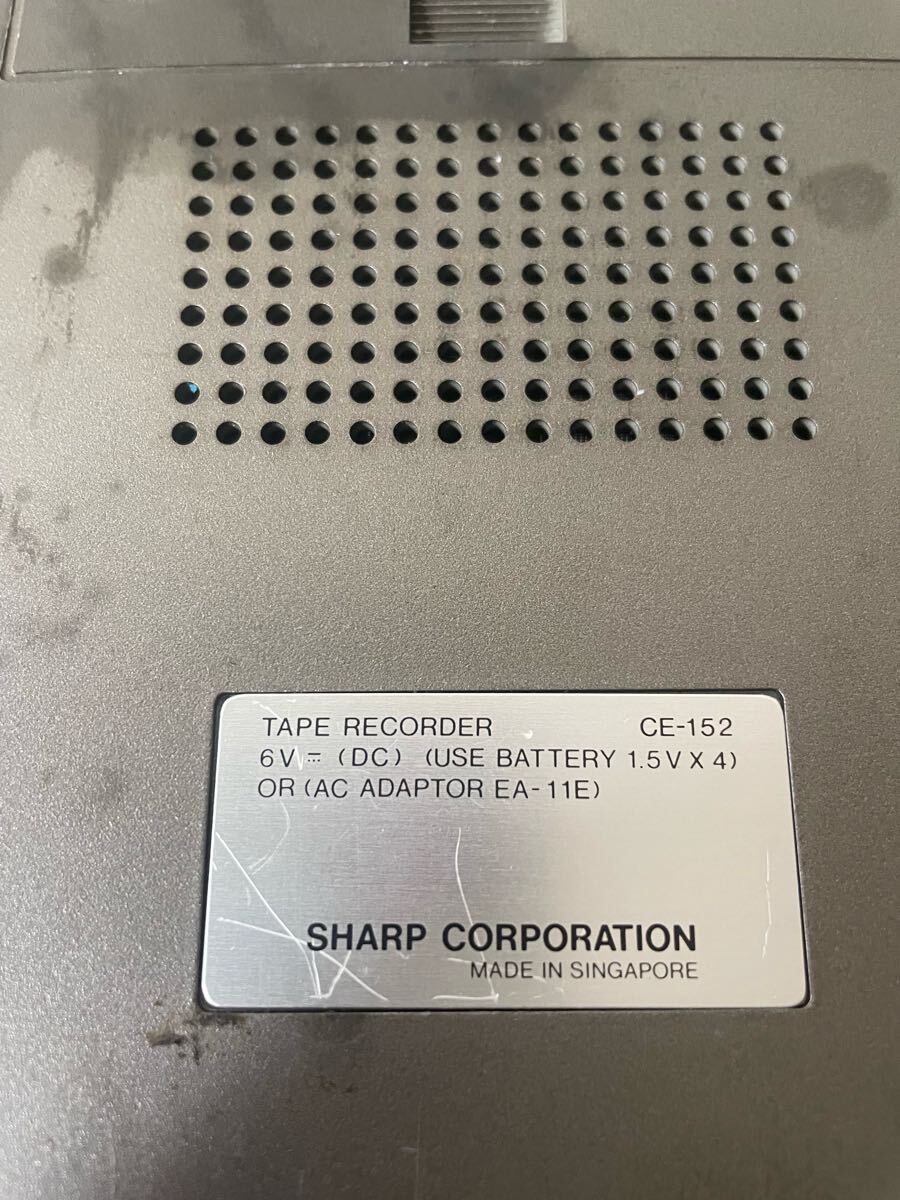 TAPE RECORDER CE-152
6V ⎓ (DC) (USE BATTERY 1.5V X 4)
OR (AC ADAPTOR EA-11E)
SHARP CORPORATION
MADE IN SINGAPORE